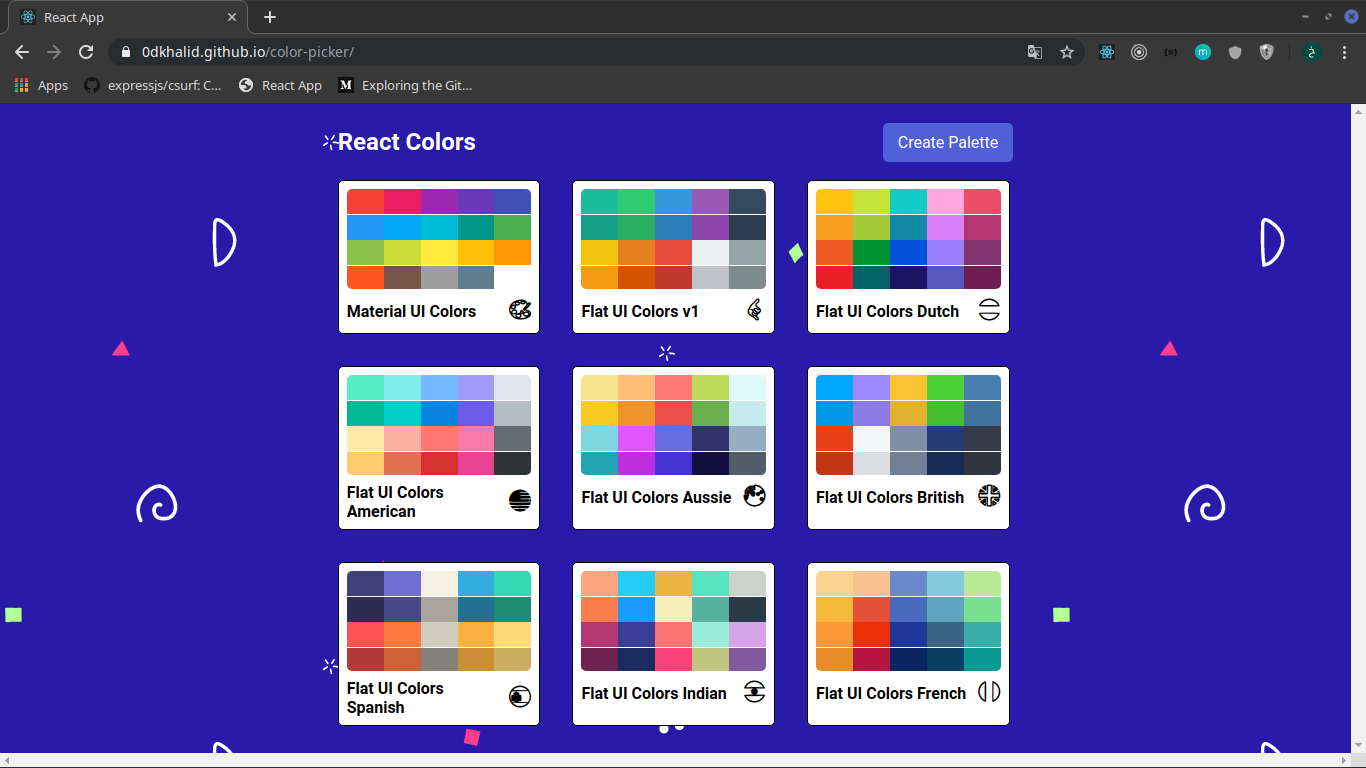 React App
0dkhalid.github.io/color-picker/
Apps
expressjs/csurf: C...
React App
Exploring the Git...
React Colors
Create Palette
Material UI Colors
Flat UI Colors v1
Flat UI Colors Dutch
Flat UI Colors
American
Flat UI Colors Aussie
Flat UI Colors British
Flat UI Colors
Spanish
Flat UI Colors Indian
Flat UI Colors French